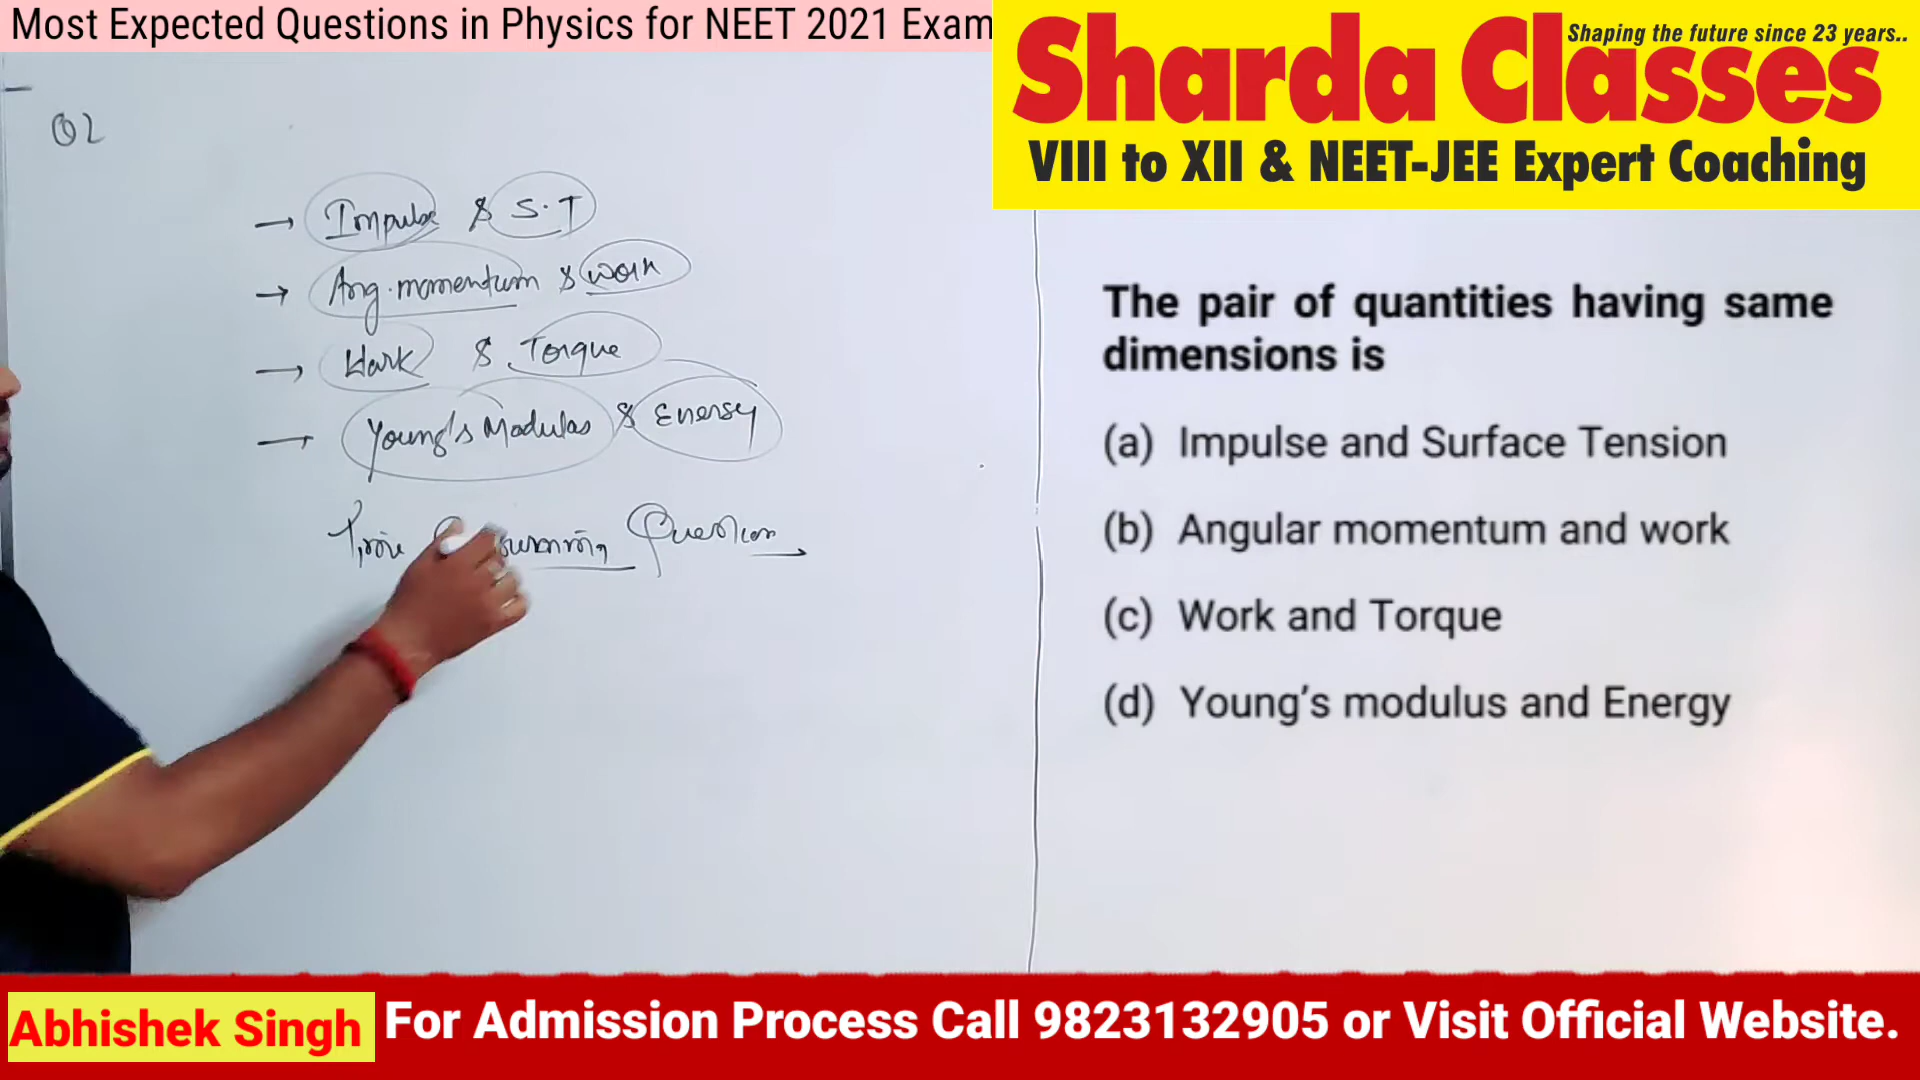 Most Expected Questions in Physics for NEET 2021 Exam
Shaping the future since 23 years..
Sharda Classes
VIII to XII & NEET-JEE Expert Coaching
Q2
→ Impulse & S.T
→ Ang. momentum & work
→ Work & Torque
→ Young's Modulus & Energy
Question
The pair of quantities having same
dimensions is
(a) Impulse and Surface Tension
(b) Angular momentum and work
(c) Work and Torque
(d) Young's modulus and Energy
Abhishek Singh
For Admission Process Call 9823132905 or Visit Official Website.